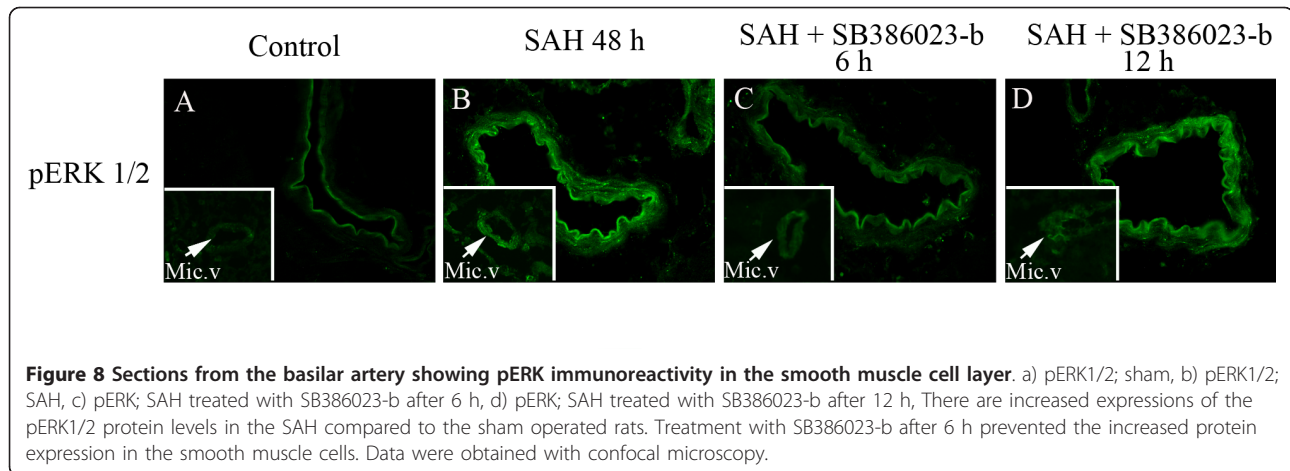 Control
SAH 48 h
SAH + SB386023-b
6 h
SAH + SB386023-b
12 h
pERK 1/2
A
B
C
D
Mic.v
Mic.v
Mic.v
Mic.v
Figure 8 Sections from the basilar artery showing pERK immunoreactivity in the smooth muscle cell layer. a) pERK1/2; sham, b) pERK1/2;
SAH, c) pERK; SAH treated with SB386023-b after 6 h, d) pERK; SAH treated with SB386023-b after 12 h, There are increased expressions of the
pERK1/2 protein levels in the SAH compared to the sham operated rats. Treatment with SB386023-b after 6 h prevented the increased protein
expression in the smooth muscle cells. Data were obtained with confocal microscopy.